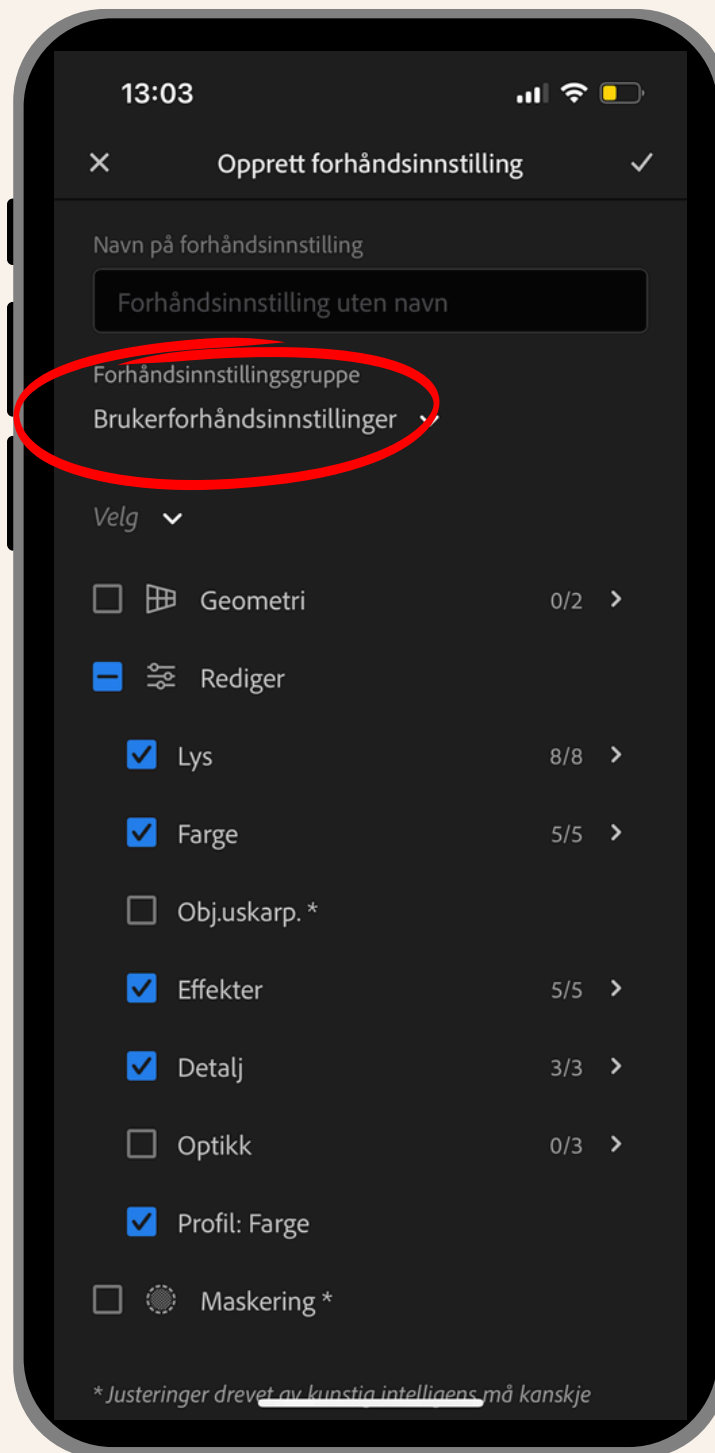 13:03
Opprett forhåndsinnstilling
Navn på forhåndsinnstilling
Forhåndsinnstilling uten navn
Forhåndsinnstillingsgruppe
Brukerforhåndsinnstillinger
Velg
Geometri 0/2
Rediger
Lys 8/8
Farge 5/5
Obj.uskarp. *
Effekter 5/5
Detalj 3/3
Optikk 0/3
Profil: Farge
Maskering *
* Justeringer drevet av kunstig intelligens må kanskje